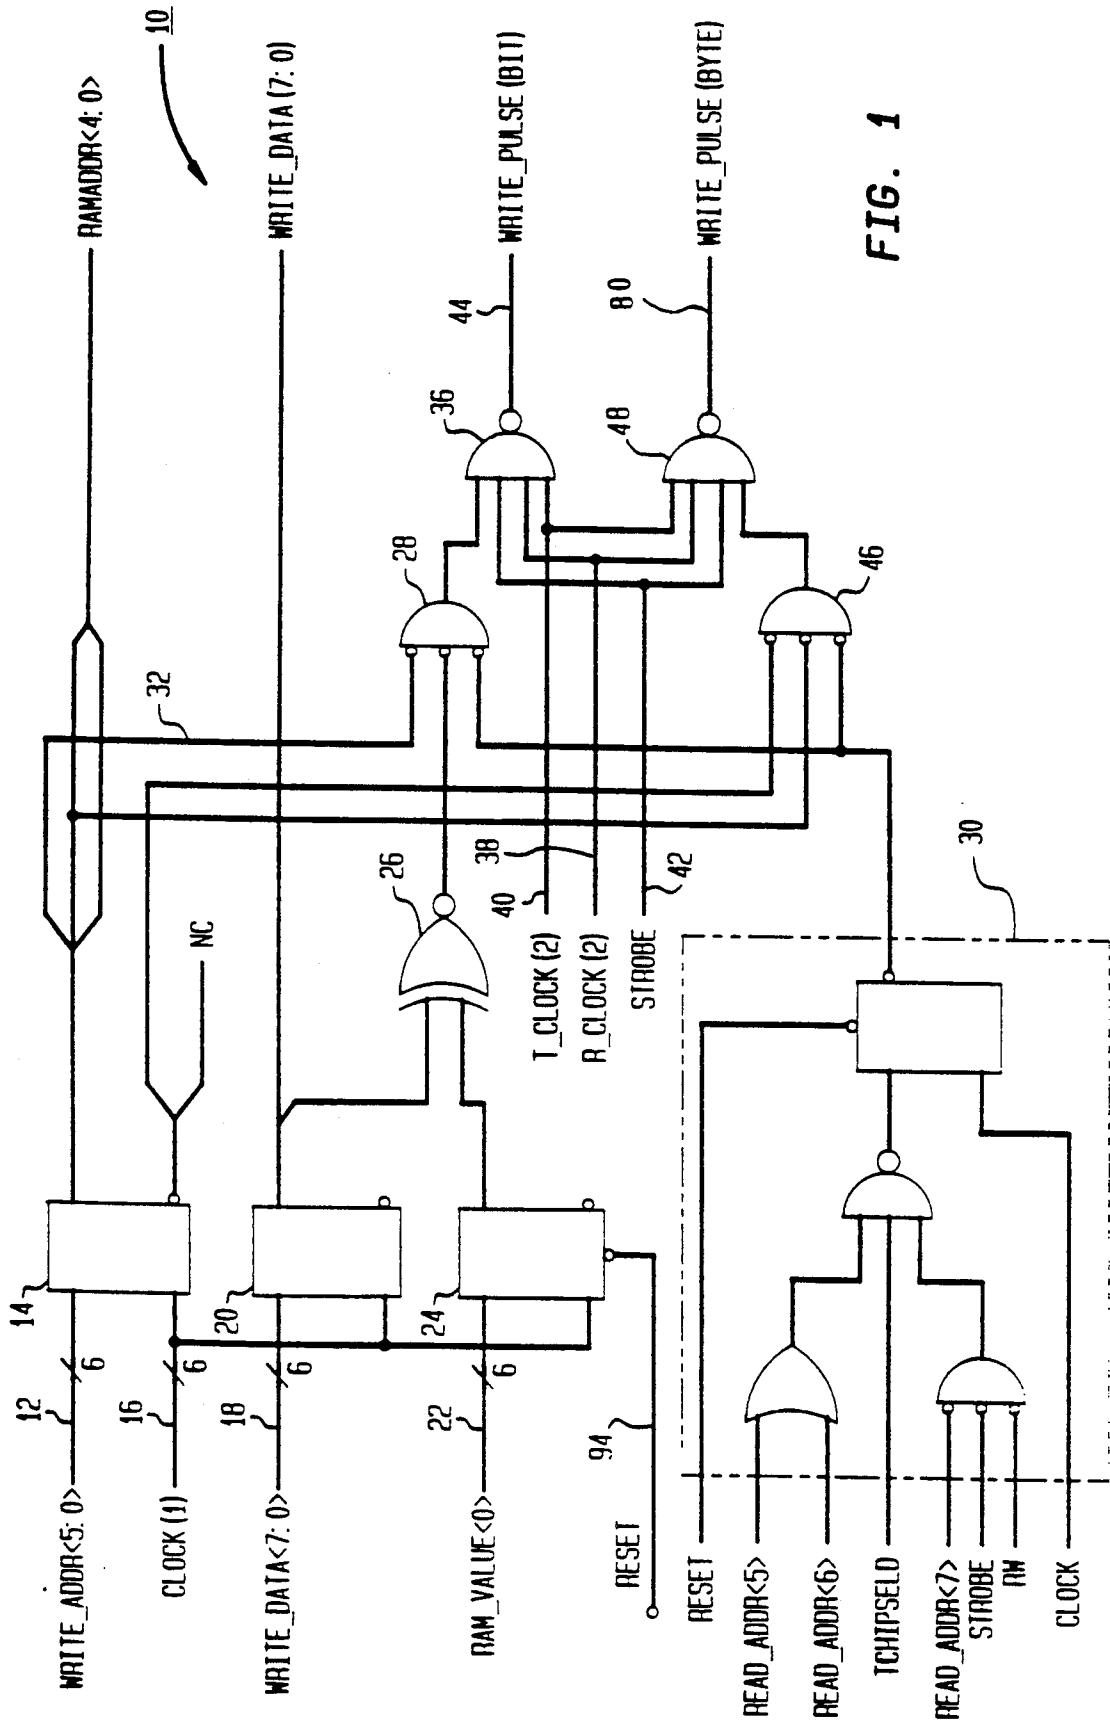 10
14
12
6
WRITE_ADDR<5:0>
RAMADDR<4:0>
16
6
CLOCK (1)
NC
32
20
18
6
WRITE_DATA<7:0>
WRITE_DATA (7:0)
26
28
36
24
22
6
RAM_VALUE<0>
44
WRITE_PULSE (BIT)
40
T_CLOCK (2)
38
R_CLOCK (2)
STROBE
42
94
RESET
48
80
WRITE_PULSE (BYTE)
46
30
RESET
READ_ADDR<5>
READ_ADDR<6>
TCHIPSELD
READ_ADDR<7>
STROBE
RW
CLOCK
FIG. 1